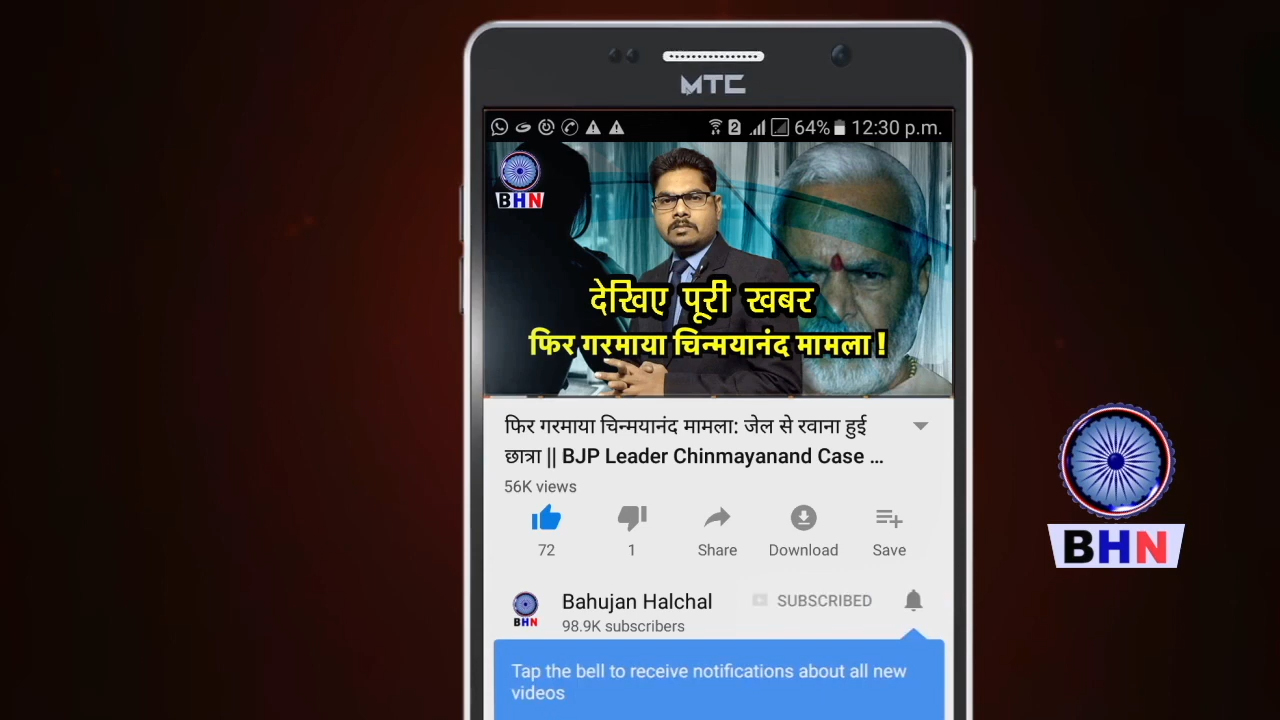 MTC
2 64% 12:30 p.m.
BHN
देखिए पूरी खबर
फिर गरमाया चिन्मयानंद मामला !
फिर गरमाया चिन्मयानंद मामला: जेल से रवाना हुई
छात्रा || BJP Leader Chinmayanand Case ...
56K views
72 1 Share Download Save
Bahujan Halchal SUBSCRIBED
BHN 98.9K subscribers
Tap the bell to receive notifications about all new
videos
BHN